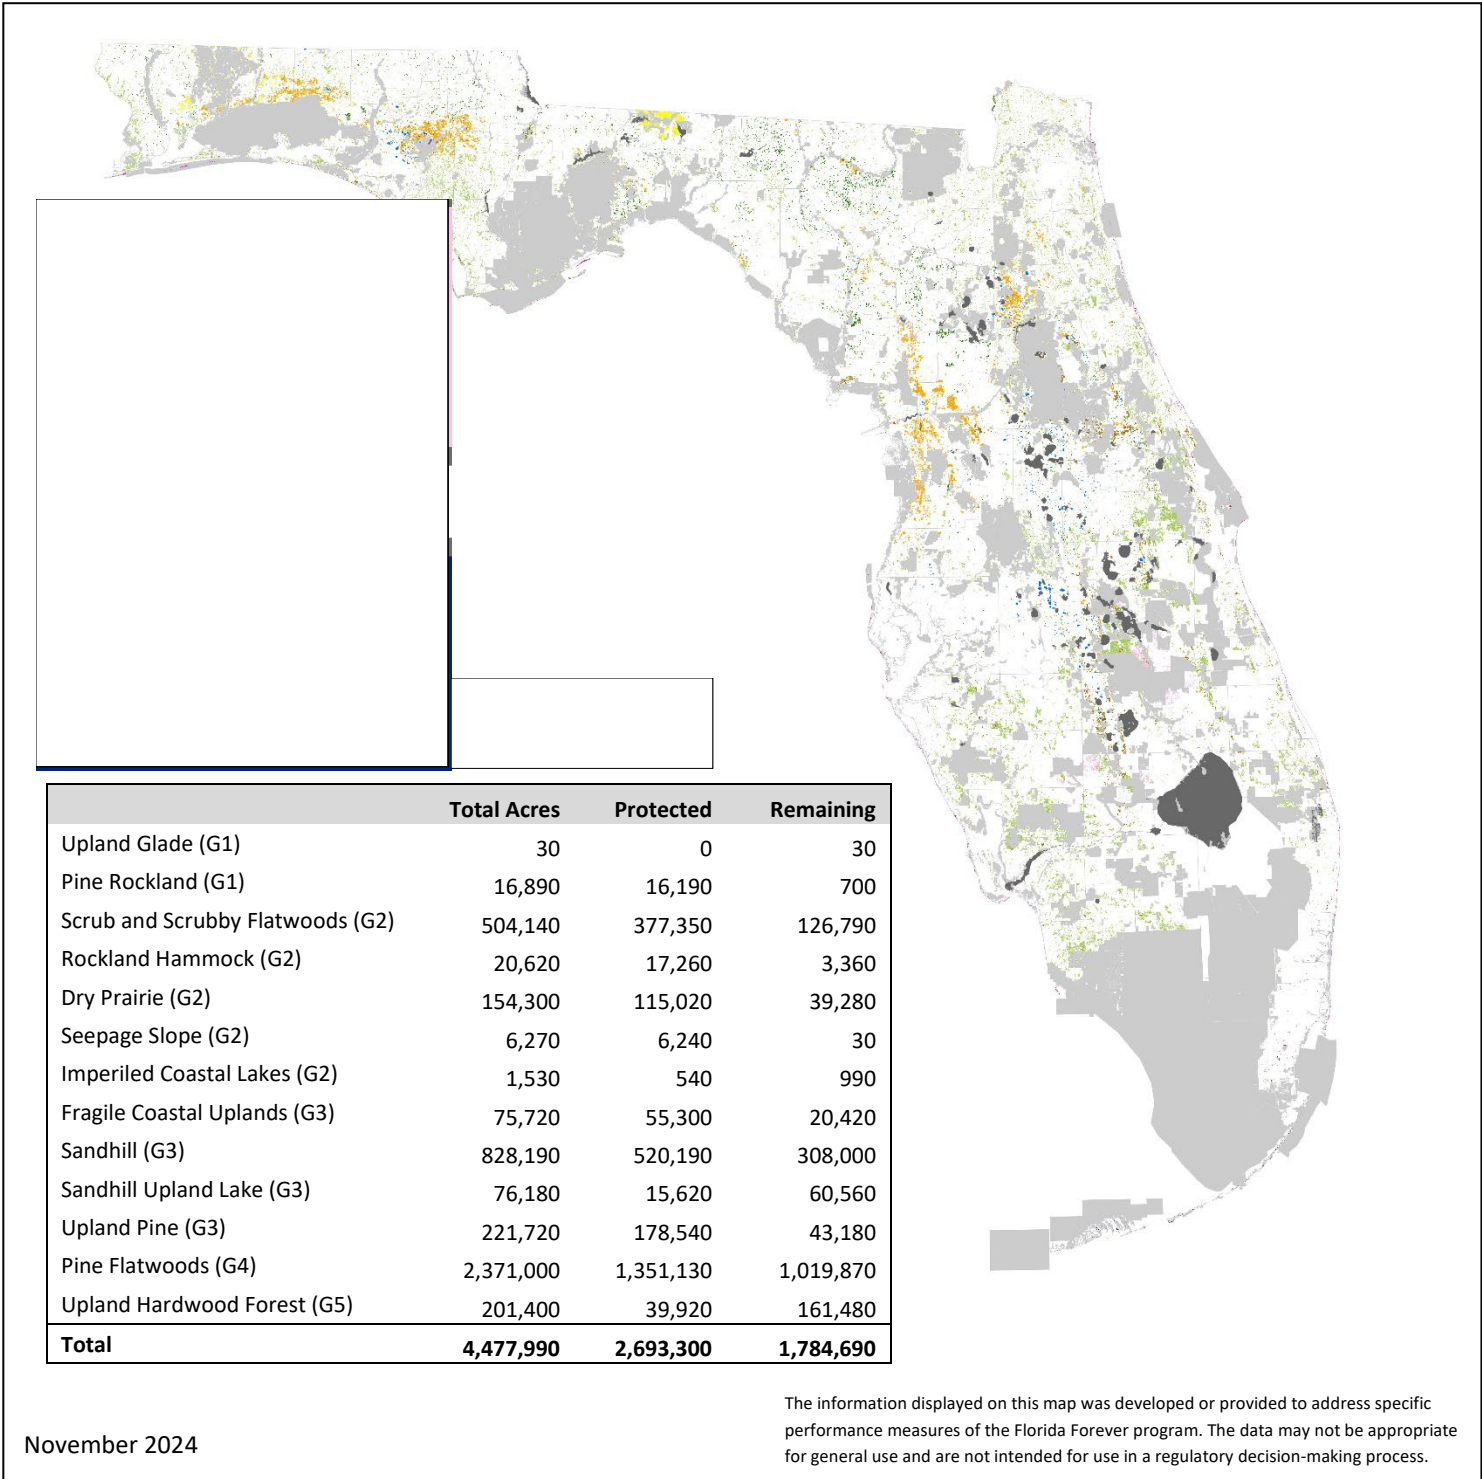 Total Acres Protected Remaining
Upland Glade (G1) 30 0 30
Pine Rockland (G1) 16,890 16,190 700
Scrub and Scrubby Flatwoods (G2) 504,140 377,350 126,790
Rockland Hammock (G2) 20,620 17,260 3,360
Dry Prairie (G2) 154,300 115,020 39,280
Seepage Slope (G2) 6,270 6,240 30
Imperiled Coastal Lakes (G2) 1,530 540 990
Fragile Coastal Uplands (G3) 75,720 55,300 20,420
Sandhill (G3) 828,190 520,190 308,000
Sandhill Upland Lake (G3) 76,180 15,620 60,560
Upland Pine (G3) 221,720 178,540 43,180
Pine Flatwoods (G4) 2,371,000 1,351,130 1,019,870
Upland Hardwood Forest (G5) 201,400 39,920 161,480
Total 4,477,990 2,693,300 1,784,690
The information displayed on this map was developed or provided to address specific
performance measures of the Florida Forever program. The data may not be appropriate
for general use and are not intended for use in a regulatory decision-making process.
November 2024